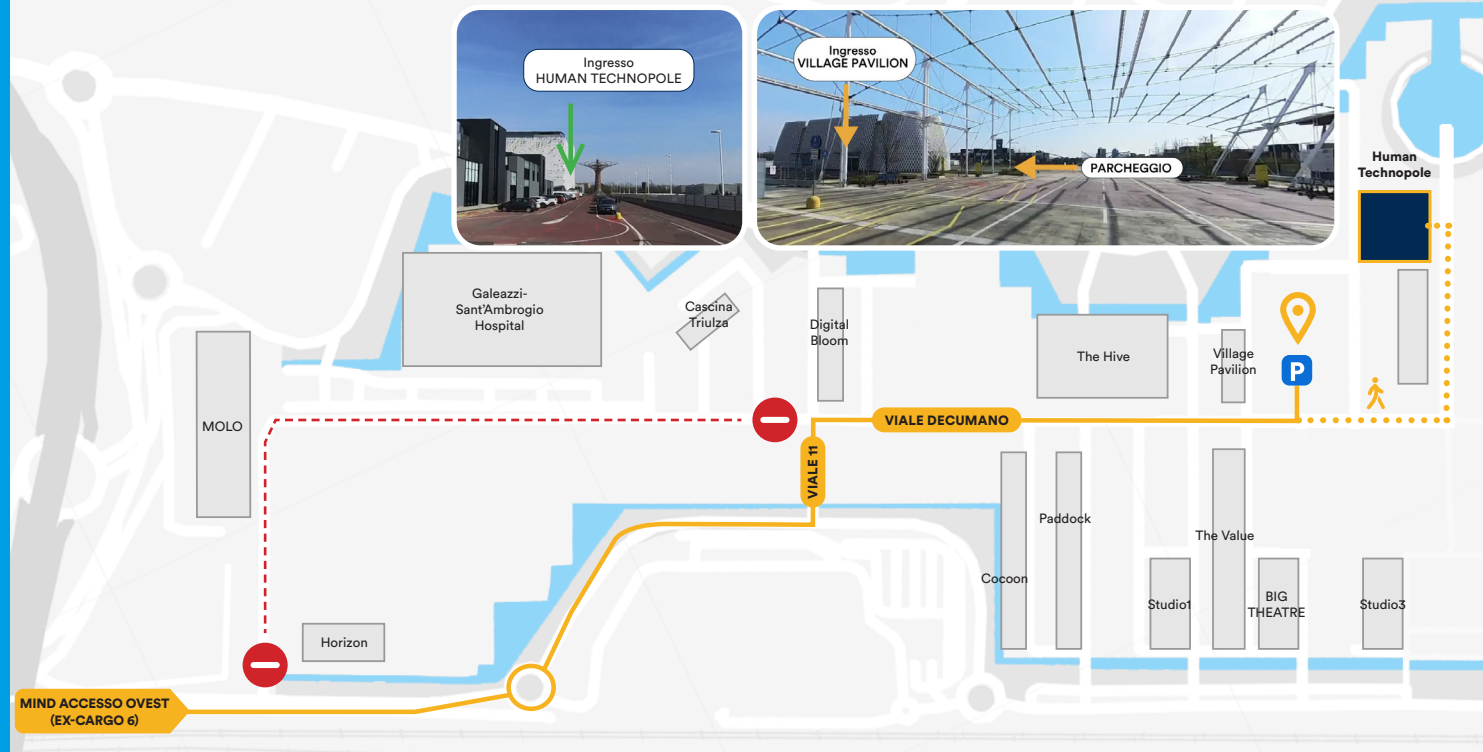 Ingresso
HUMAN TECHNOPOLE
Ingresso
VILLAGE PAVILION
PARCHEGGIO
Human
Technopole
Galeazzi-
Sant'Ambrogio
Hospital
Cascina
Triulza
Digital
Bloom
The Hive
Village
Pavilion
P
MOLO
VIALE DECUMANO
VIALE 11
Paddock
The Value
Cocoon
Studio1
BIG
THEATRE
Studio3
Horizon
MIND ACCESSO OVEST
(EX-CARGO 6)